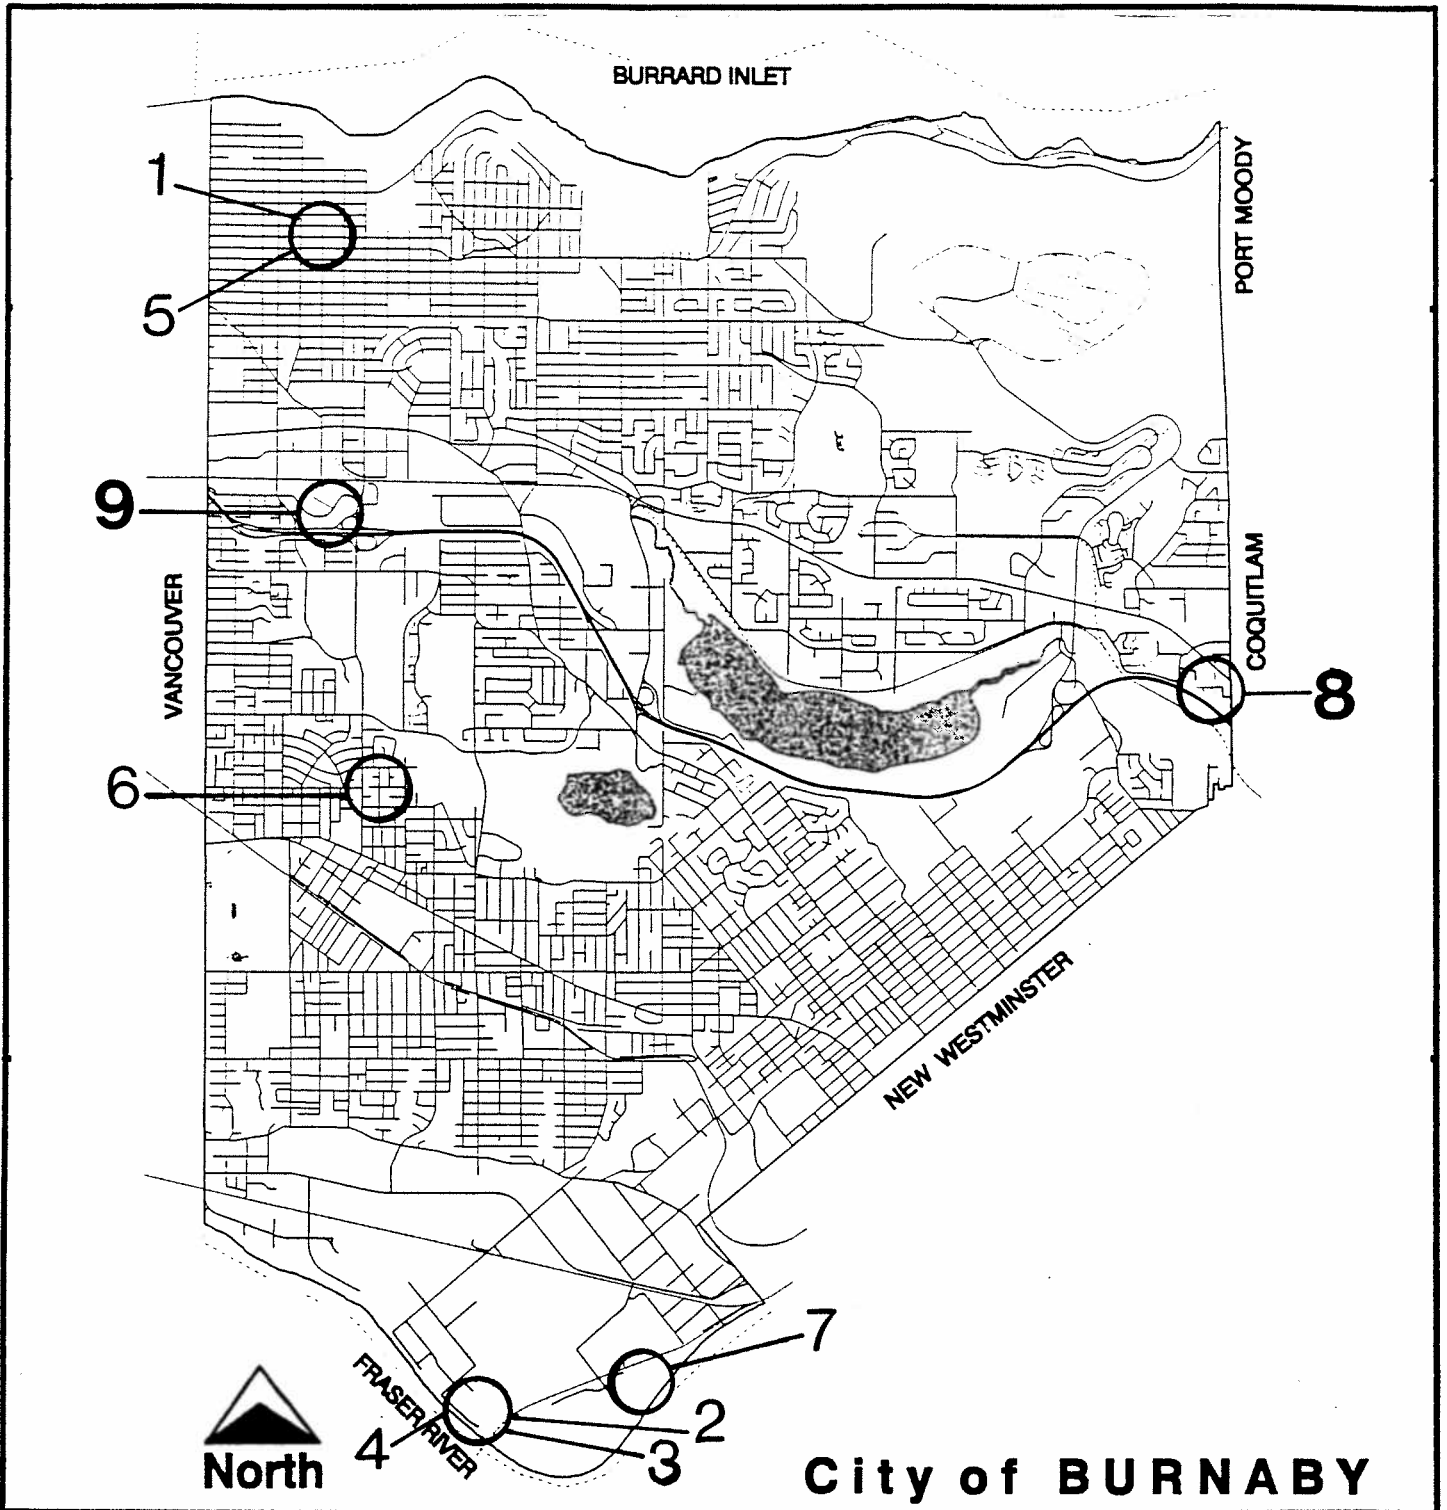 BURRARD INLET
1
PORT MOODY
5
9
VANCOUVER
COQUITLAM
8
6
NEW WESTMINSTER
7
FRASER RIVER
2
4
3
North
City of BURNABY